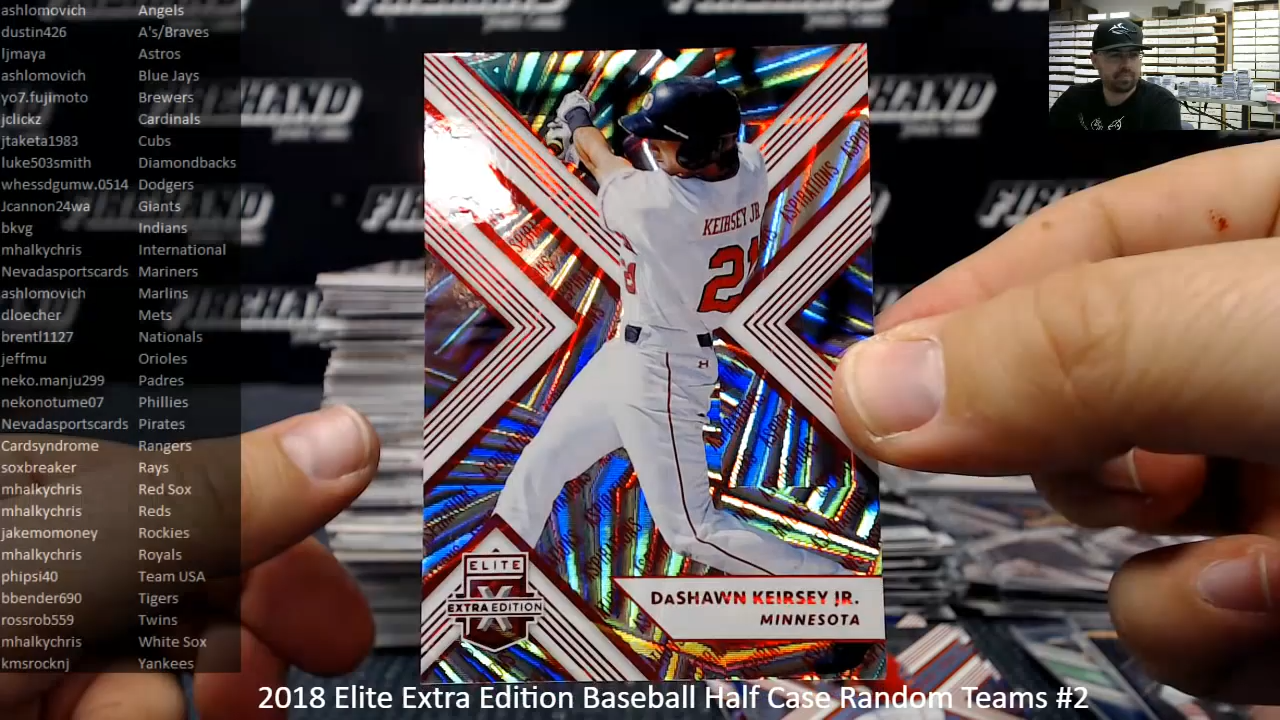 ashlomovich Angels
dustin426 A's/Braves
ljmaya Astros
ashlomovich Blue Jays
yo7.fujimoto Brewers
jclickz Cardinals
jtaketa1983 Cubs
luke503smith Diamondbacks
whessdgumw.0514 Dodgers
Jcannon24wa Giants
bkvg Indians
mhalkychris International
Nevadasportscards Mariners
ashlomovich Marlins
dloecher Mets
brentl1127 Nationals
jeffmu Orioles
neko.manju299 Padres
nekonotume07 Phillies
Nevadasportscards Pirates
Cardsyndrome Rangers
soxbreaker Rays
mhalkychris Red Sox
mhalkychris Reds
jakemomoney Rockies
mhalkychris Royals
phipsi40 Team USA
bbender690 Tigers
rossrob559 Twins
mhalkychris White Sox
kmsrocknj Yankees
FIREHAND
ASPIRATIONS
KEIRSEY JR
21
ELITE
EXTRA EDITION
X
DASHAWN KEIRSEY JR.
MINNESOTA
2018 Elite Extra Edition Baseball Half Case Random Teams #2